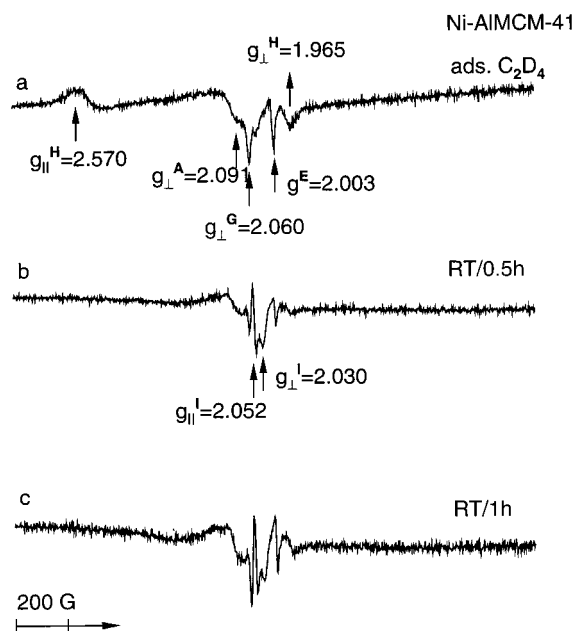 Ni-AlMCM-41
g⊥ᴴ=1.965
ads. C₂D₄
a
g||ᴴ=2.570
g⊥ᴬ=2.091
gᴱ=2.003
g⊥ᴳ=2.060
b
RT/0.5h
g⊥ᴵ=2.030
g||ᴵ=2.052
c
RT/1h
200 G